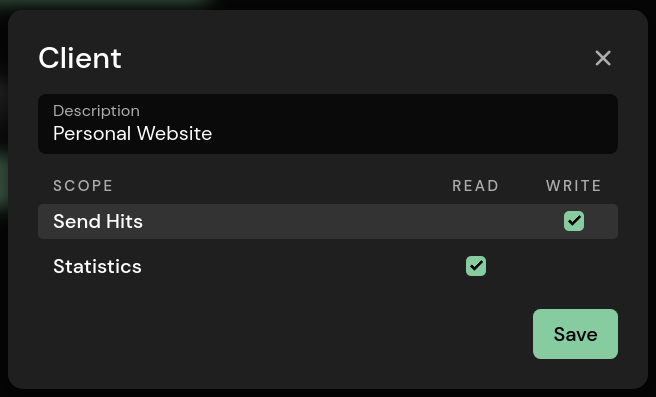 Client
Description
Personal Website
SCOPE READ WRITE
Send Hits
Statistics
Save